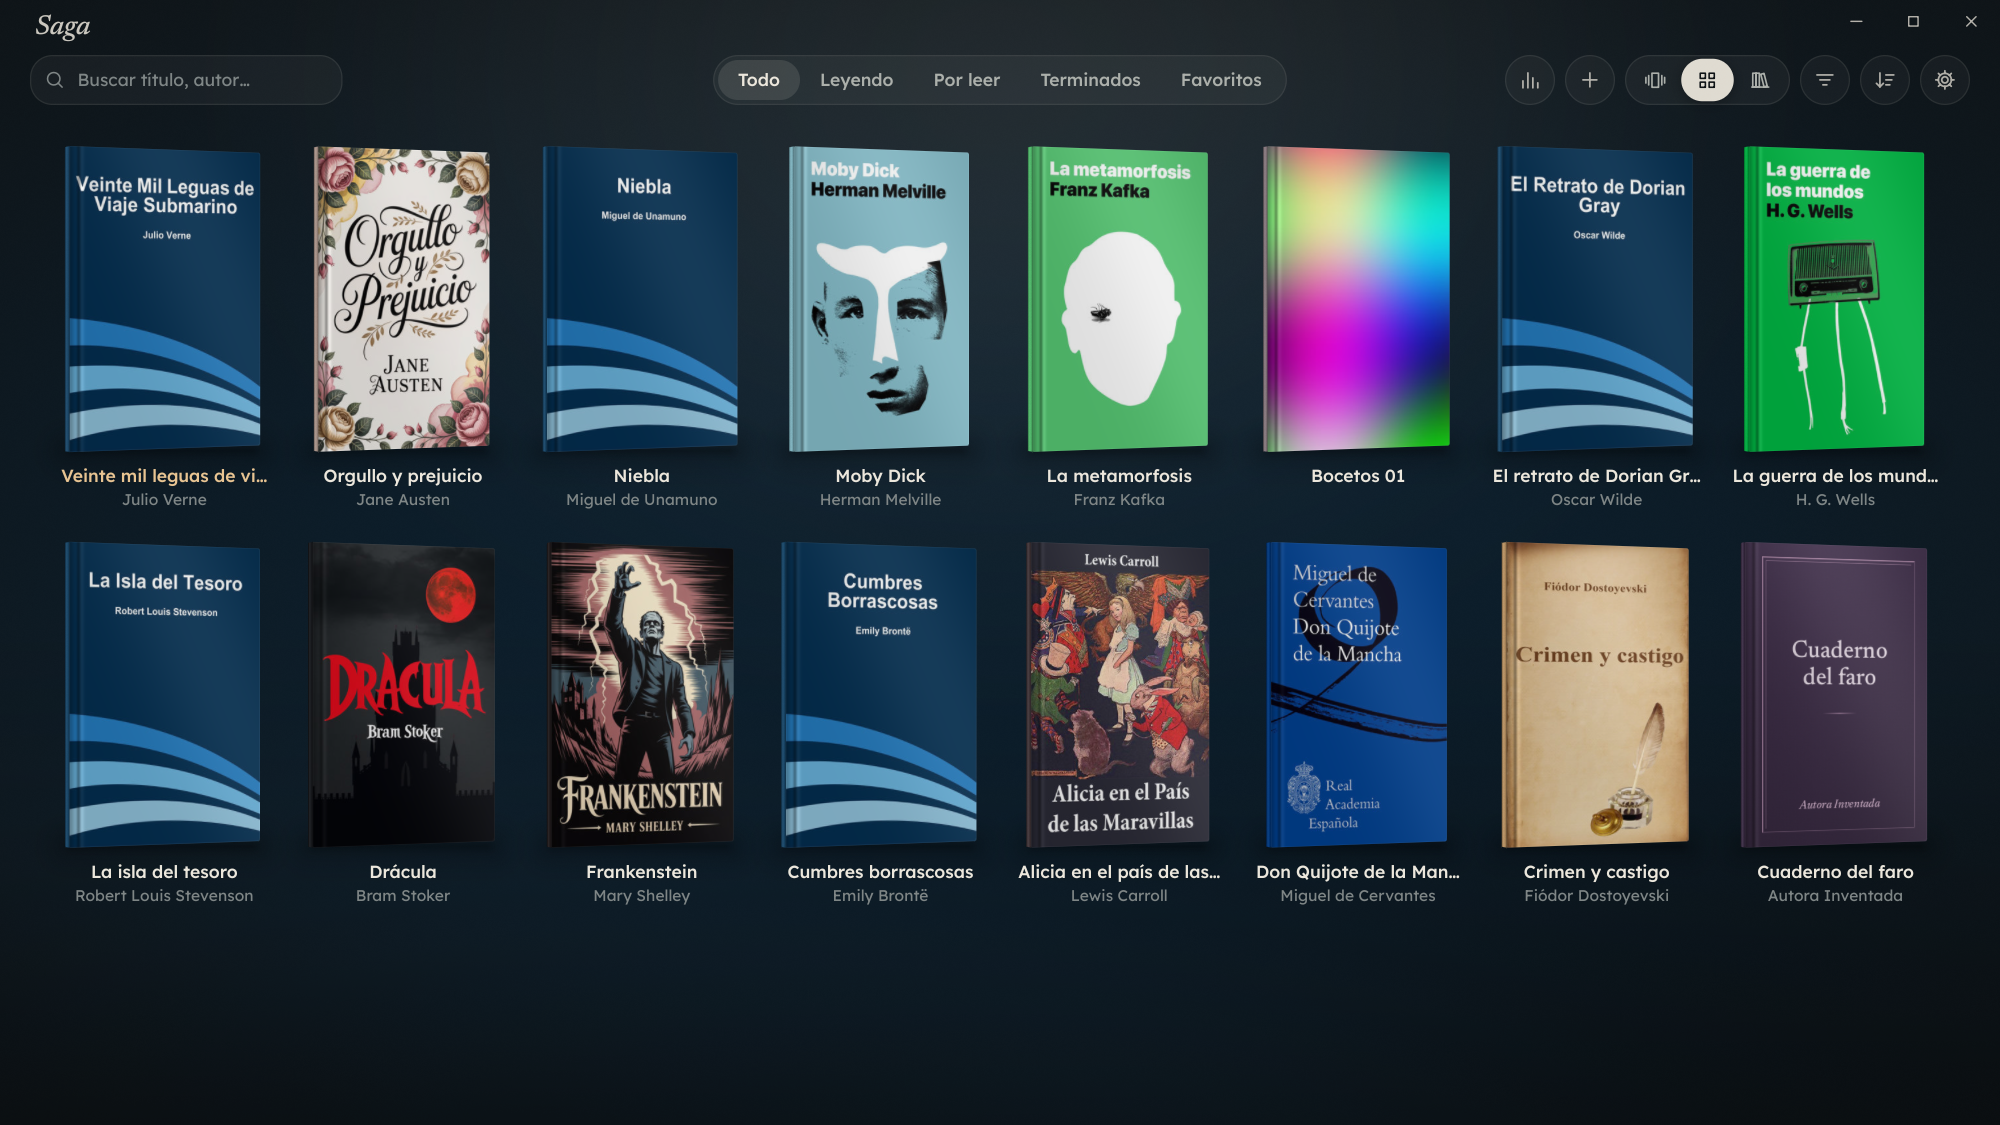 Saga
Buscar título, autor...
Todo
Leyendo
Por leer
Terminados
Favoritos
Veinte Mil Leguas de
Viaje Submarino
Julio Verne
Orgullo
y
Prejuicio
JANE
AUSTEN
Niebla
Miguel de Unamuno
Moby Dick
Herman Melville
La metamorfosis
Franz Kafka
El Retrato de Dorian
Gray
Oscar Wilde
La guerra de
los mundos
H. G. Wells
Veinte mil leguas de vi...
Julio Verne
Orgullo y prejuicio
Jane Austen
Niebla
Miguel de Unamuno
Moby Dick
Herman Melville
La metamorfosis
Franz Kafka
Bocetos 01
El retrato de Dorian Gr...
Oscar Wilde
La guerra de los mund...
H. G. Wells
La Isla del Tesoro
Robert Louis Stevenson
DRACULA
Bram Stoker
FRANKENSTEIN
MARY SHELLEY
Cumbres
Borrascosas
Emily Brontë
Lewis Carroll
Alicia en el País
de las Maravillas
Miguel de
Cervantes
Don Quijote
de la Mancha
Real
Academia
Española
Fiódor Dostoyevski
Crimen y castigo
Cuaderno
del faro
Autora Inventada
La isla del tesoro
Robert Louis Stevenson
Drácula
Bram Stoker
Frankenstein
Mary Shelley
Cumbres borrascosas
Emily Brontë
Alicia en el país de las...
Lewis Carroll
Don Quijote de la Man...
Miguel de Cervantes
Crimen y castigo
Fiódor Dostoyevski
Cuaderno del faro
Autora Inventada